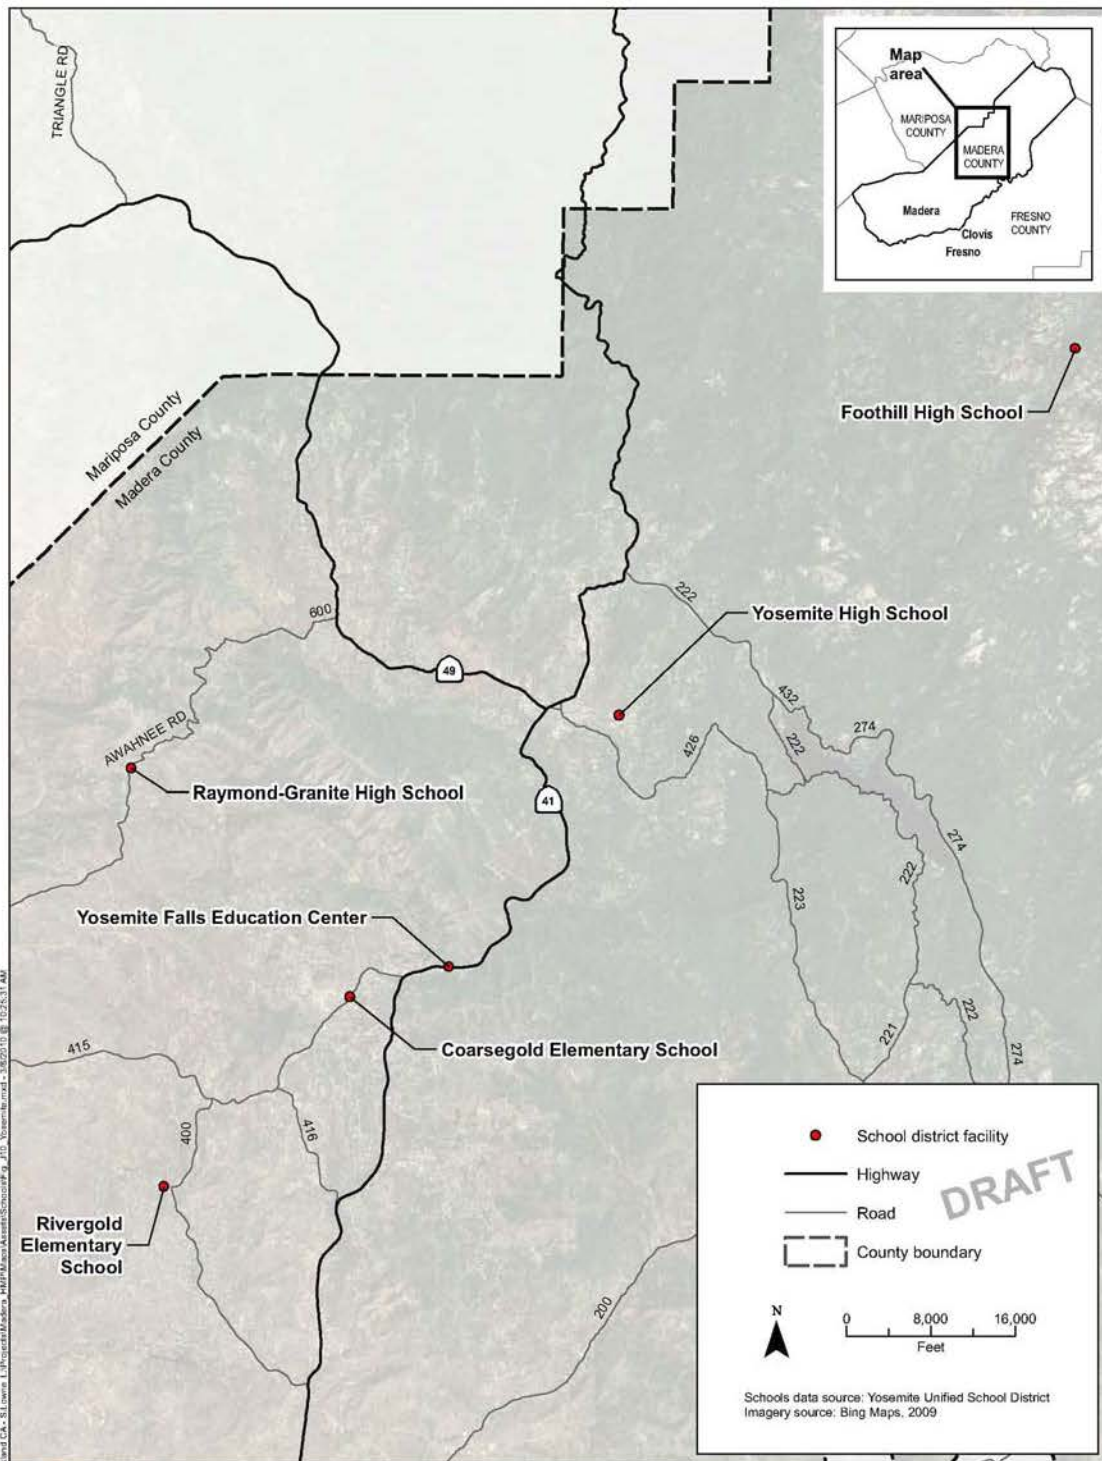 TRIANGLE RD
Map
area
MARIPOSA
COUNTY
MADERA
COUNTY
Madera
Clovis
Fresno
FRESNO
COUNTY
Foothill High School
Mariposa County
Madera County
222
600
Yosemite High School
49
432
AWAHNEE RD
426
222
274
Raymond-Granite High School
41
274
222
223
Yosemite Falls Education Center
222
415
Coarsegold Elementary School
221
274
400
416
Rivergold
Elementary
School
200
School district facility
Highway
DRAFT
Road
County boundary
N
0 8,000 16,000
Feet
Schools data source: Yosemite Unified School District
Imagery source: Bing Maps, 2009